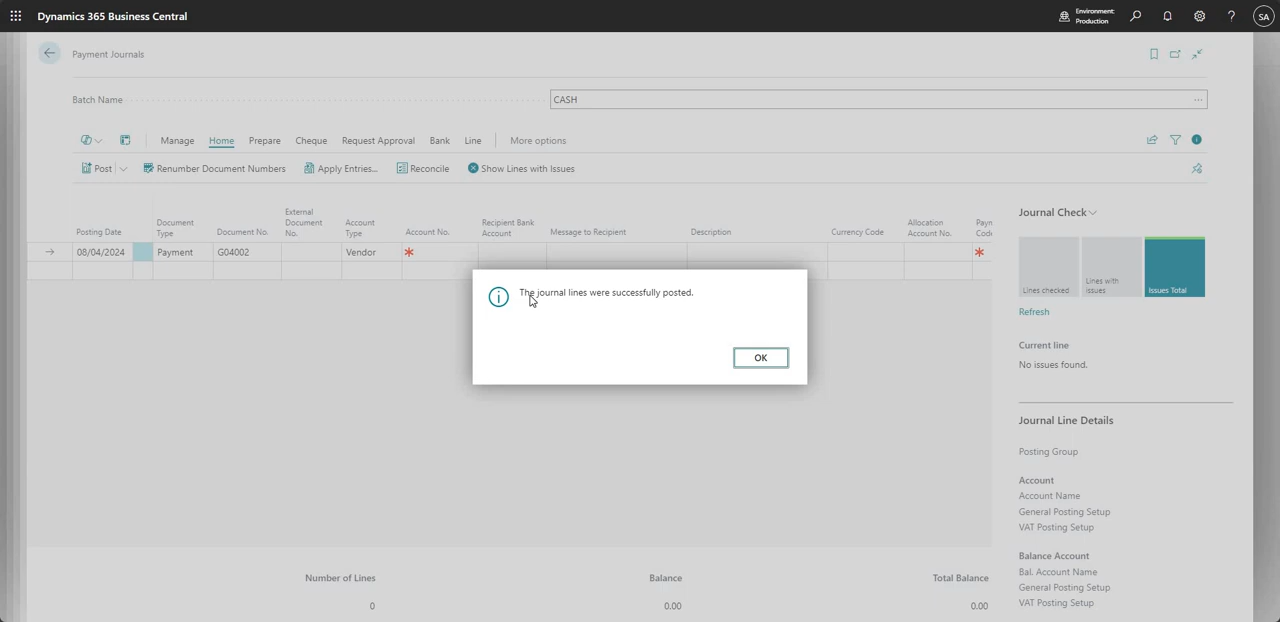 Dynamics 365 Business Central
Environment:
Production
SA
Payment Journals
Batch Name
CASH
Manage Home Prepare Cheque Request Approval Bank Line More options
Post Renumber Document Numbers Apply Entries... Reconcile Show Lines with Issues
Posting Date
Document
Type
Document No.
External
Document
No.
Account
Type
Account No.
Recipient Bank
Account
Message to Recipient
Description
Currency Code
Allocation
Account No.
Paym
Code
08/04/2024 Payment G04002 Vendor * *
The journal lines were successfully posted.
OK
Journal Check
Lines checked
Lines with
issues
Issues Total
Refresh
Current line
No issues found.
Journal Line Details
Posting Group
Account
Account Name
General Posting Setup
VAT Posting Setup
Balance Account
Bal. Account Name
General Posting Setup
VAT Posting Setup
Number of Lines Balance Total Balance
0 0.00 0.00